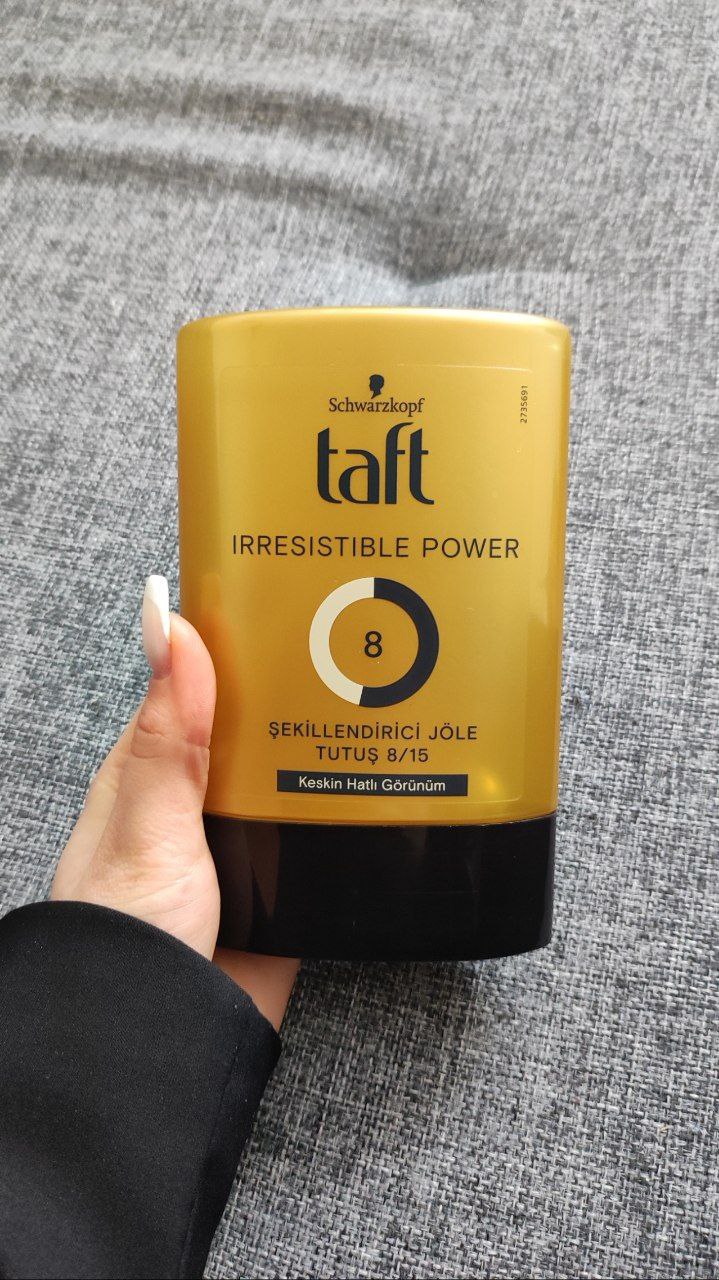 Schwarzkopf
taft
IRRESISTIBLE POWER
8
ŞEKİLLENDİRİCİ JÖLE
TUTUŞ 8/15
Keskin Hatlı Görünüm
2735691